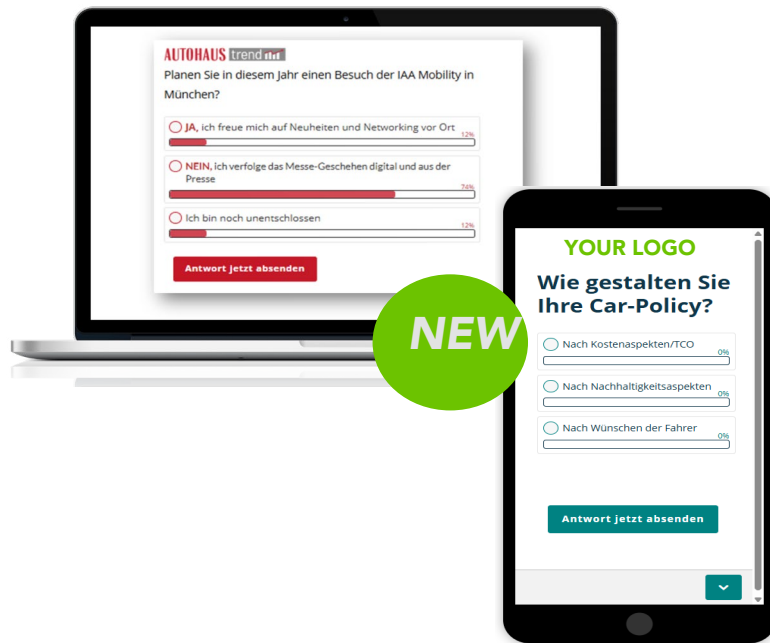 AUTOHAUS trend
Planen Sie in diesem Jahr einen Besuch der IAA Mobility in
München?
JA, ich freue mich auf Neuheiten und Networking vor Ort
12%
NEIN, ich verfolge das Messe-Geschehen digital und aus der
Presse
74%
Ich bin noch unentschlossen
12%
Antwort jetzt absenden
NEW
YOUR LOGO
Wie gestalten Sie
Ihre Car-Policy?
Nach Kostenaspekten/TCO
0%
Nach Nachhaltigkeitsaspekten
0%
Nach Wünschen der Fahrer
0%
Antwort jetzt absenden